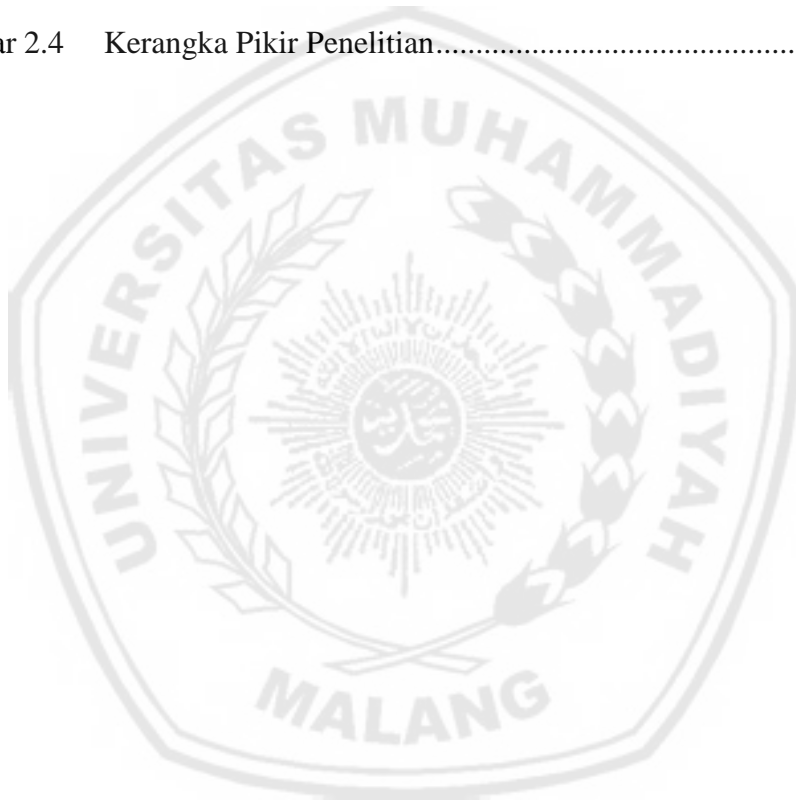 ar 2.4 Kerangka Pikir Penelitian............................................
UNIVERSITAS MUHAMMADIYAH
MALANG